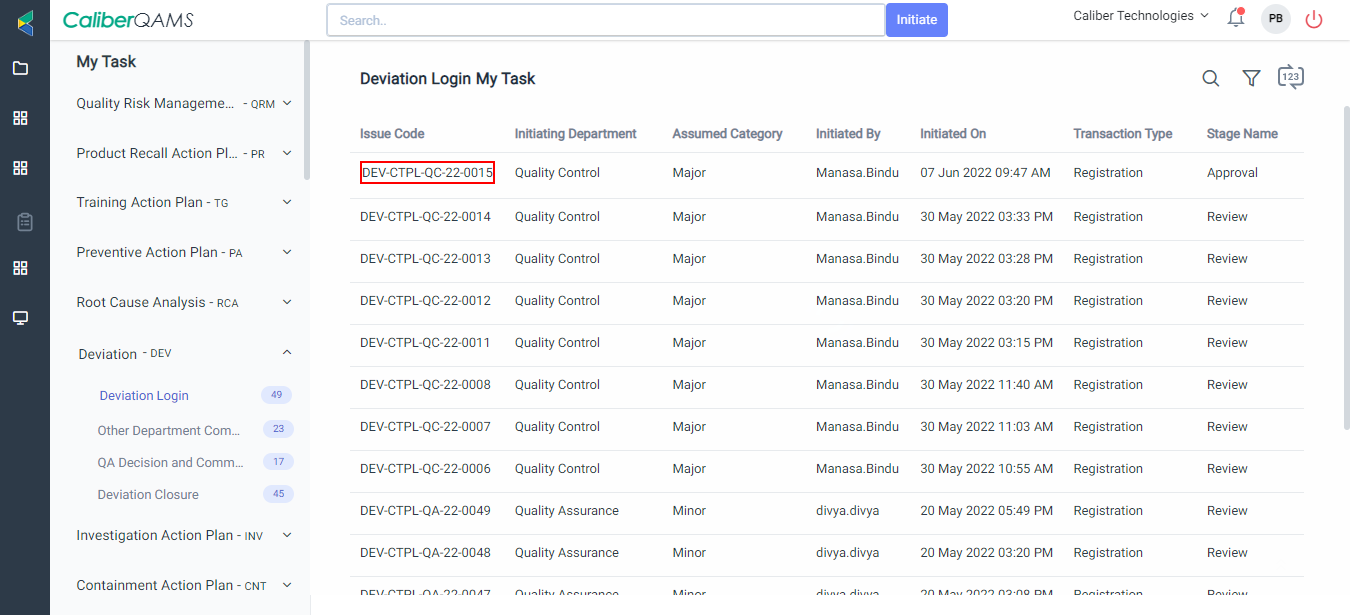 CaliberQAMS
Search..
Initiate
Caliber Technologies
PB
My Task
Quality Risk Manageme... - QRM
Product Recall Action Pl... - PR
Training Action Plan - TG
Preventive Action Plan - PA
Root Cause Analysis - RCA
Deviation - DEV
Deviation Login 49
Other Department Com... 23
QA Decision and Comm... 17
Deviation Closure 45
Investigation Action Plan - INV
Containment Action Plan - CNT
Deviation Login My Task
123
Issue Code Initiating Department Assumed Category Initiated By Initiated On Transaction Type Stage Name
DEV-CTPL-QC-22-0015 Quality Control Major Manasa.Bindu 07 Jun 2022 09:47 AM Registration Approval
DEV-CTPL-QC-22-0014 Quality Control Major Manasa.Bindu 30 May 2022 03:33 PM Registration Review
DEV-CTPL-QC-22-0013 Quality Control Major Manasa.Bindu 30 May 2022 03:28 PM Registration Review
DEV-CTPL-QC-22-0012 Quality Control Major Manasa.Bindu 30 May 2022 03:20 PM Registration Review
DEV-CTPL-QC-22-0011 Quality Control Major Manasa.Bindu 30 May 2022 03:15 PM Registration Review
DEV-CTPL-QC-22-0008 Quality Control Major Manasa.Bindu 30 May 2022 11:40 AM Registration Review
DEV-CTPL-QC-22-0007 Quality Control Major Manasa.Bindu 30 May 2022 11:03 AM Registration Review
DEV-CTPL-QC-22-0006 Quality Control Major Manasa.Bindu 30 May 2022 10:55 AM Registration Review
DEV-CTPL-QA-22-0049 Quality Assurance Minor divya.divya 20 May 2022 05:49 PM Registration Review
DEV-CTPL-QA-22-0048 Quality Assurance Minor divya.divya 20 May 2022 03:20 PM Registration Review
DEV-CTPL-QA-22-0047 Quality Assurance Minor divya.divya 20 May 2022 03:08 PM Registration Review